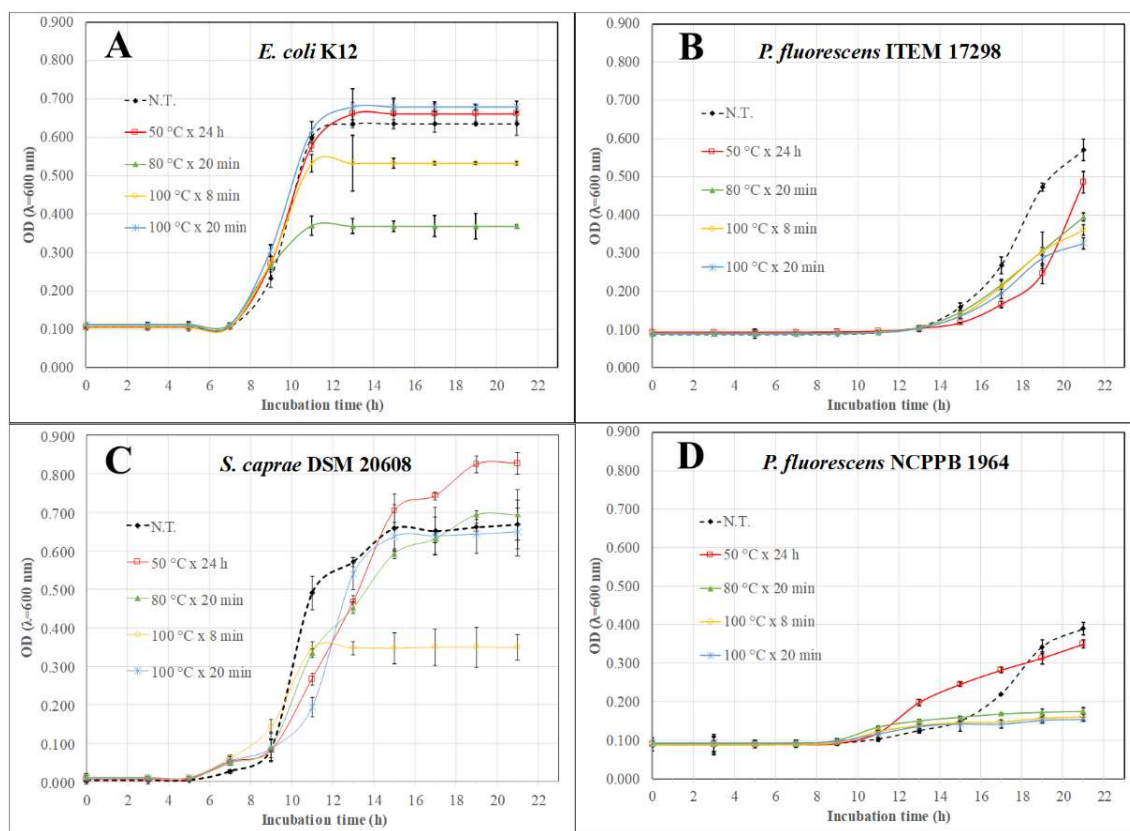 A
E. coli K12
0.900
0.800
0.700
0.600
0.500
0.400
0.300
0.200
0.100
0.000
OD (λ=600 nm)
N.T.
50 °C x 24 h
80 °C x 20 min
100 °C x 8 min
100 °C x 20 min
0 2 4 6 8 10 12 14 16 18 20 22
Incubation time (h)
B
P. fluorescens ITEM 17298
0.900
0.800
0.700
0.600
0.500
0.400
0.300
0.200
0.100
0.000
OD (λ=600 nm)
N.T.
50 °C x 24 h
80 °C x 20 min
100 °C x 8 min
100 °C x 20 min
0 2 4 6 8 10 12 14 16 18 20 22
Incubation time (h)
C
S. caprae DSM 20608
0.900
0.800
0.700
0.600
0.500
0.400
0.300
0.200
0.100
0.000
OD (λ=600 nm)
N.T.
50 °C x 24 h
80 °C x 20 min
100 °C x 8 min
100 °C x 20 min
0 2 4 6 8 10 12 14 16 18 20 22
Incubation time (h)
D
P. fluorescens NCPPB 1964
0.900
0.800
0.700
0.600
0.500
0.400
0.300
0.200
0.100
0.000
OD (λ=600 nm)
N.T.
50 °C x 24 h
80 °C x 20 min
100 °C x 8 min
100 °C x 20 min
0 2 4 6 8 10 12 14 16 18 20 22
Incubation time (h)